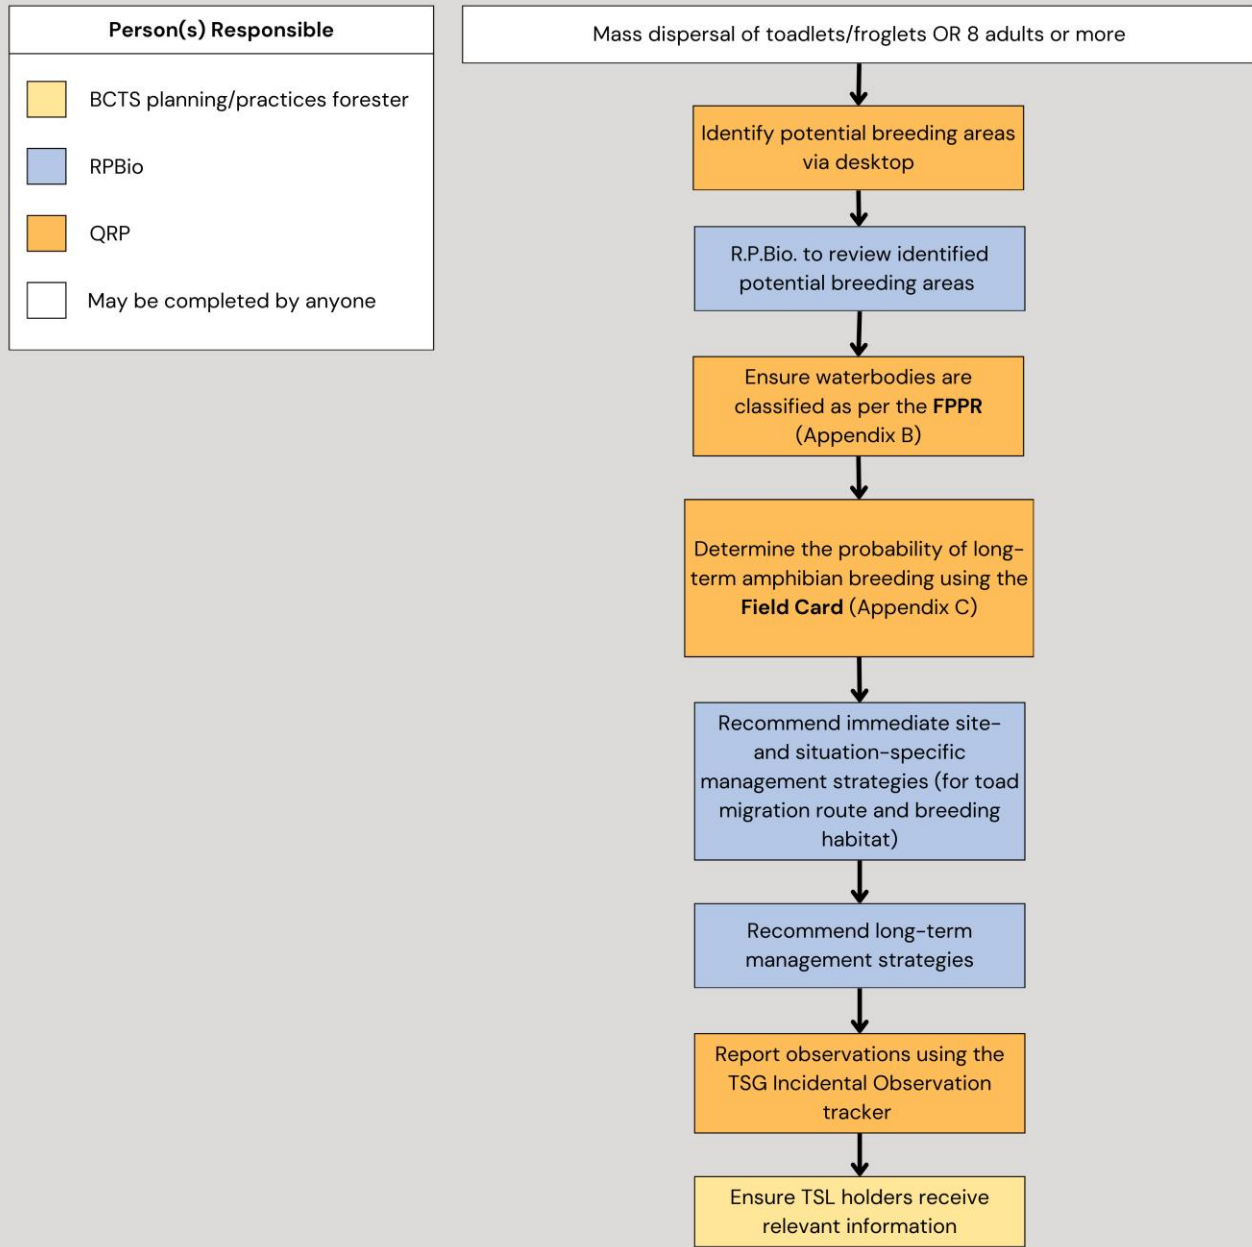 Person(s) Responsible
BCTS planning/practices forester
RPBio
QRP
May be completed by anyone
Mass dispersal of toadlets/froglets OR 8 adults or more
Identify potential breeding areas
via desktop
R.P.Bio. to review identified
potential breeding areas
Ensure waterbodies are
classified as per the FPPR
(Appendix B)
Determine the probability of long-
term amphibian breeding using the
Field Card (Appendix C)
Recommend immediate site-
and situation-specific
management strategies (for toad
migration route and breeding
habitat)
Recommend long-term
management strategies
Report observations using the
TSG Incidental Observation
tracker
Ensure TSL holders receive
relevant information